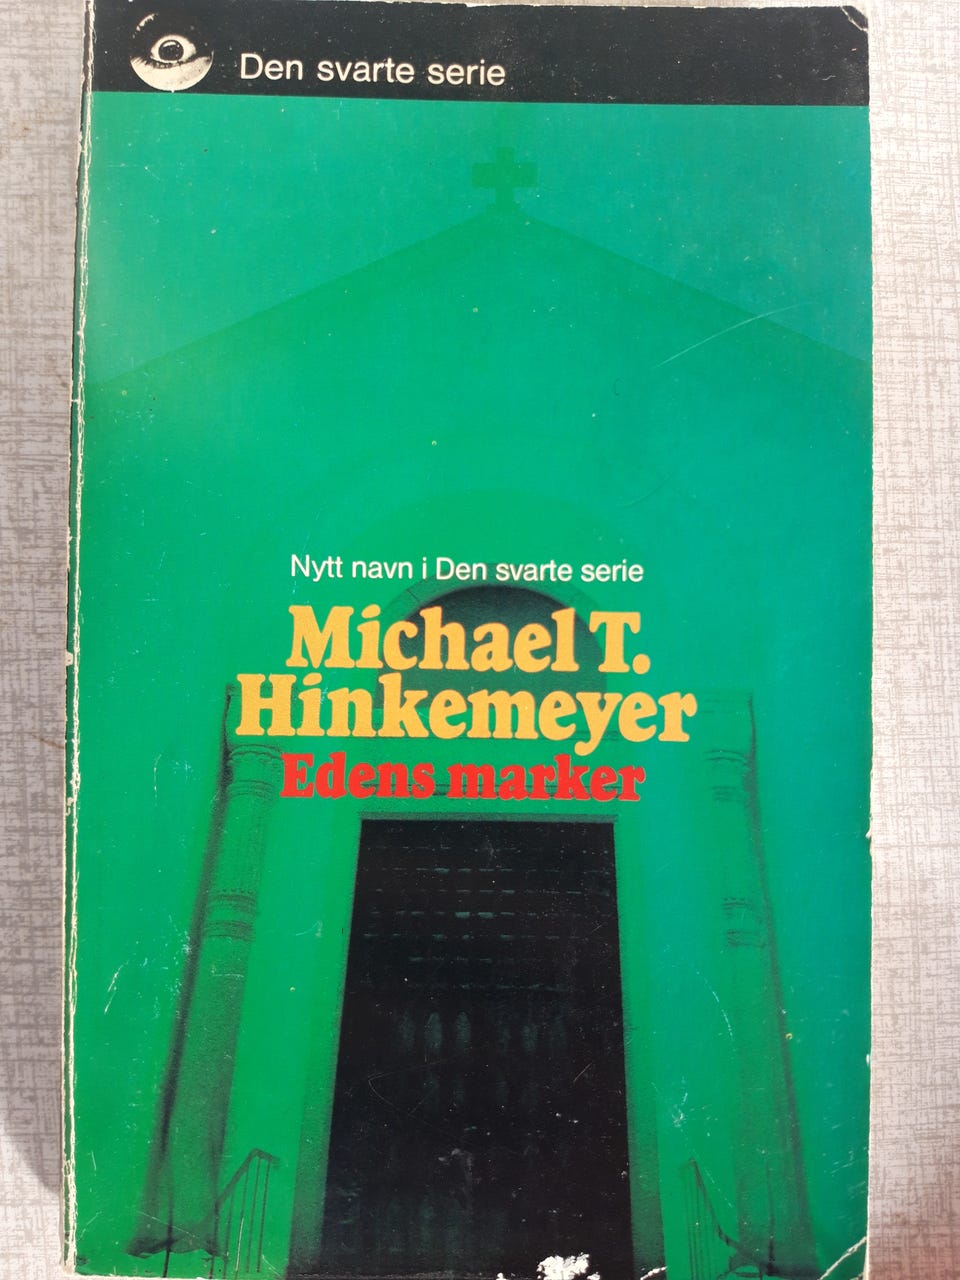 Den svarte serie
Nytt navn i Den svarte serie
Michael T.
Hinkemeyer
Edens marker